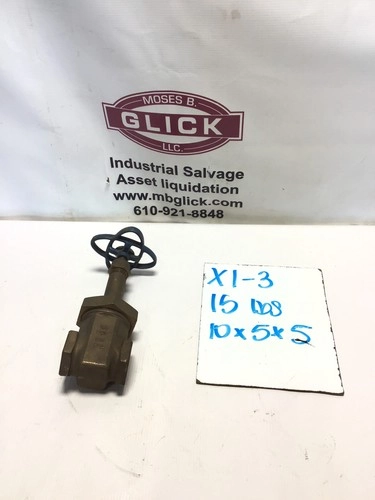 MOSES B.
GLICK
LLC.
Industrial Salvage
Asset liquidation
www.mbglick.com
610-921-8848
X1-3
15 lbs
10x5x5